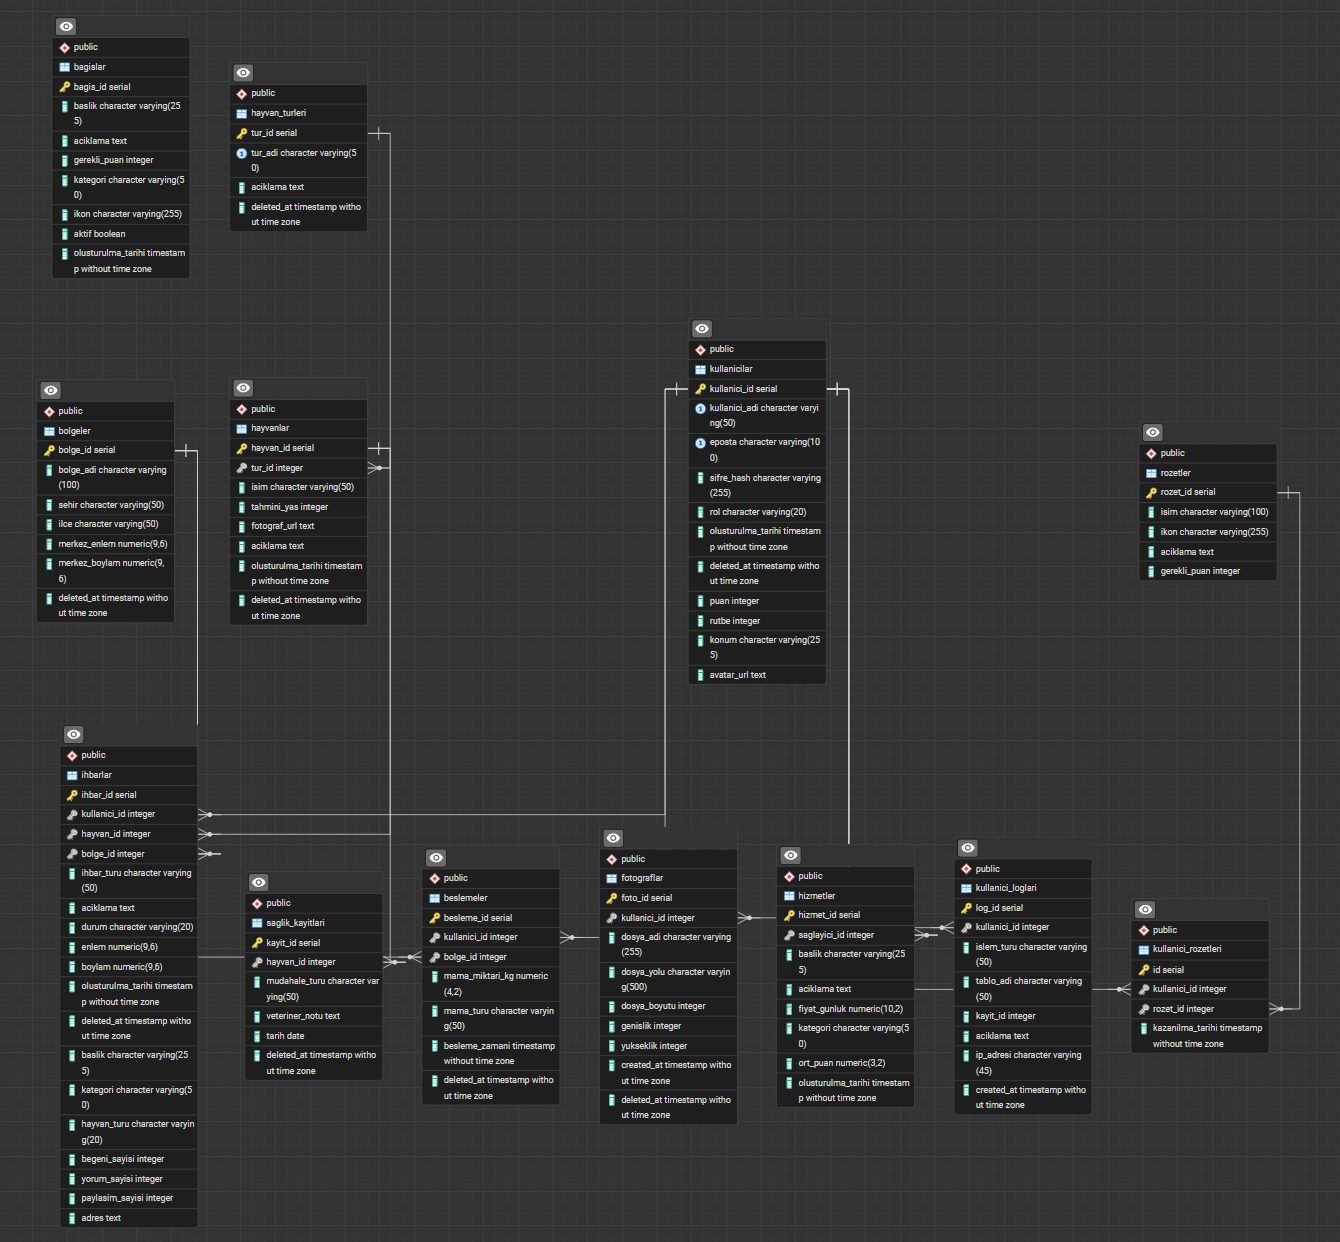 public
bagislar
bagis_id serial
baslik character varying(25
5)
aciklama text
gerekli_puan integer
kategori character varying(5
0)
ikon character varying(255)
aktif boolean
olusturulma_tarihi timestam
p without time zone
public
hayvan_turleri
tur_id serial
tur_adi character varying(5
0)
aciklama text
deleted_at timestamp witho
ut time zone
public
bolgeler
bolge_id serial
bolge_adi character varying
(100)
sehir character varying(50)
ilce character varying(50)
merkez_enlem numeric(9,6)
merkez_boylam numeric(9,
6)
deleted_at timestamp witho
ut time zone
public
hayvanlar
hayvan_id serial
tur_id integer
isim character varying(50)
tahmini_yas integer
fotograf_url text
aciklama text
olusturulma_tarihi timestam
p without time zone
deleted_at timestamp witho
ut time zone
public
kullanicilar
kullanici_id serial
kullanici_adi character varyi
ng(50)
eposta character varying(10
0)
sifre_hash character varying
(255)
rol character varying(20)
olusturulma_tarihi timestam
p without time zone
deleted_at timestamp witho
ut time zone
puan integer
rutbe integer
konum character varying(25
5)
avatar_url text
public
rozetler
rozet_id serial
isim character varying(100)
ikon character varying(255)
aciklama text
gerekli_puan integer
public
ihbarlar
ihbar_id serial
kullanici_id integer
hayvan_id integer
bolge_id integer
ihbar_turu character varying
(50)
aciklama text
durum character varying(20)
enlem numeric(9,6)
boylam numeric(9,6)
olusturulma_tarihi timestam
p without time zone
deleted_at timestamp witho
ut time zone
baslik character varying(25
5)
kategori character varying(5
0)
hayvan_turu character varyin
g(20)
begeni_sayisi integer
yorum_sayisi integer
paylasim_sayisi integer
adres text
public
saglik_kayitlari
kayit_id serial
hayvan_id integer
mudahale_turu character var
ying(50)
veteriner_notu text
tarih date
deleted_at timestamp witho
ut time zone
public
beslemeler
besleme_id serial
kullanici_id integer
bolge_id integer
mama_miktari_kg numeric
(4,2)
mama_turu character varyin
g(50)
besleme_zamani timestamp
without time zone
deleted_at timestamp witho
ut time zone
public
fotograflar
foto_id serial
kullanici_id integer
dosya_adi character varying
(255)
dosya_yolu character varyin
g(500)
dosya_boyutu integer
genislik integer
yukseklik integer
created_at timestamp witho
ut time zone
deleted_at timestamp witho
ut time zone
public
hizmetler
hizmet_id serial
saglayici_id integer
baslik character varying(25
5)
aciklama text
fiyat_gunluk numeric(10,2)
kategori character varying(5
0)
ort_puan numeric(3,2)
olusturulma_tarihi timestam
p without time zone
public
kullanici_loglari
log_id serial
kullanici_id integer
islem_turu character varying
(50)
tablo_adi character varying
(50)
kayit_id integer
aciklama text
ip_adresi character varying
(45)
created_at timestamp witho
ut time zone
public
kullanici_rozetleri
id serial
kullanici_id integer
rozet_id integer
kazanilma_tarihi timestamp
without time zone